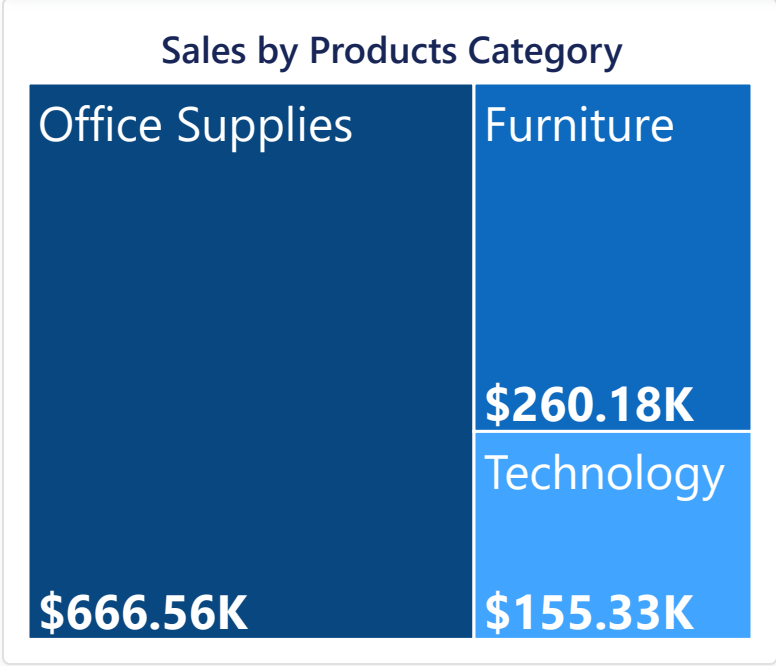 Sales by Products Category
Office Supplies
$666.56K
Furniture
$260.18K
Technology
$155.33K